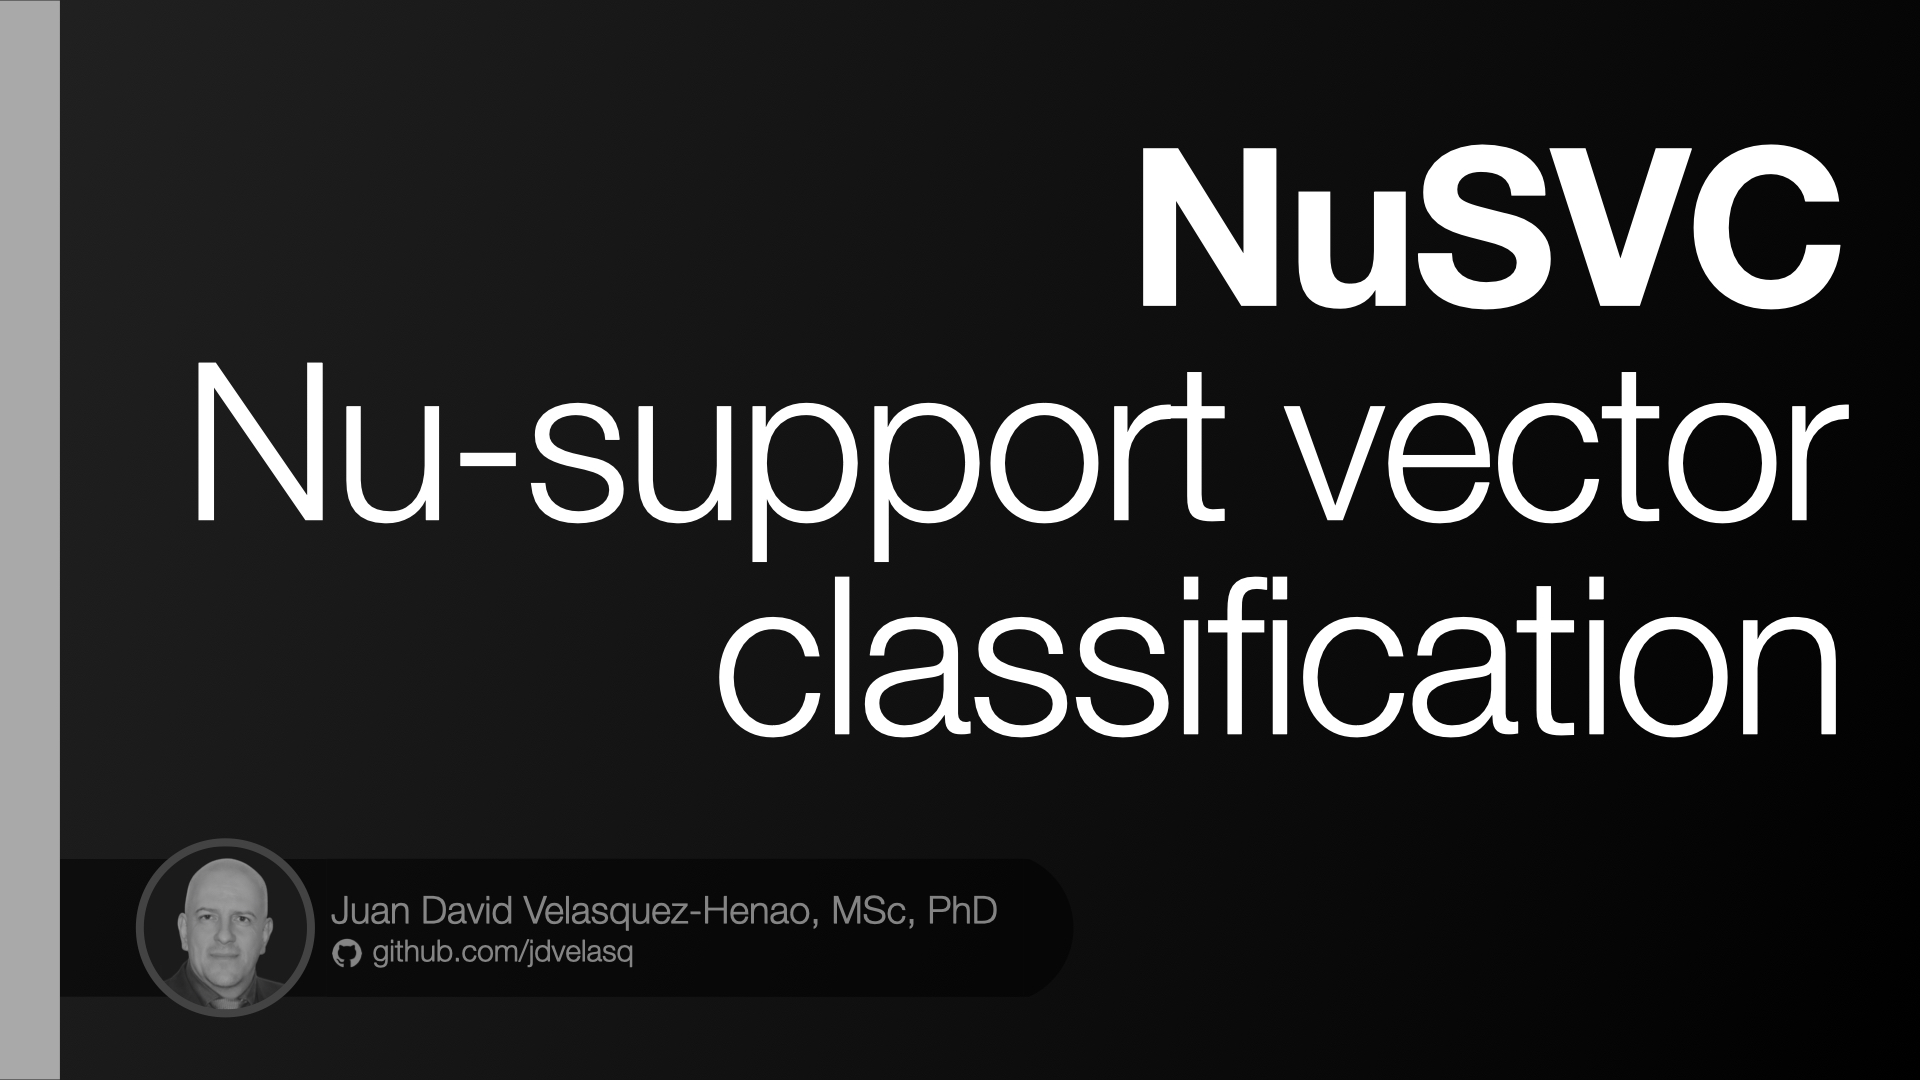 NuSVC
Nu-support vector
classification
Juan David Velasquez-Henao, MSc, PhD
github.com/jdvelasq